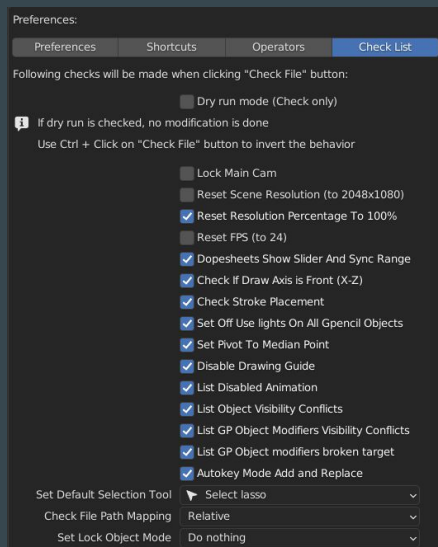 Preferences:
Preferences Shortcuts Operators Check List
Following checks will be made when clicking "Check File" button:
Dry run mode (Check only)
If dry run is checked, no modification is done
Use Ctrl + Click on "Check File" button to invert the behavior
Lock Main Cam
Reset Scene Resolution (to 2048x1080)
Reset Resolution Percentage To 100%
Reset FPS (to 24)
Dopesheets Show Slider And Sync Range
Check If Draw Axis is Front (X-Z)
Check Stroke Placement
Set Off Use lights On All Gpencil Objects
Set Pivot To Median Point
Disable Drawing Guide
List Disabled Animation
List Object Visibility Conflicts
List GP Object Modifiers Visibility Conflicts
List GP Object modifiers broken target
Autokey Mode Add and Replace
Set Default Selection Tool Select lasso
Check File Path Mapping Relative
Set Lock Object Mode Do nothing